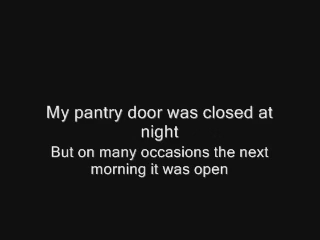 My pantry door was closed at
night
But on many occasions the next
morning it was open